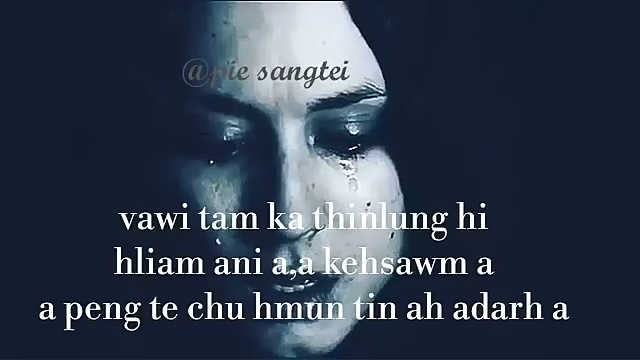 @pie sangtei
vawi tam ka thinlung hi
hliam ani a,a kehsawm a
a peng te chu hmun tin ah adarh a